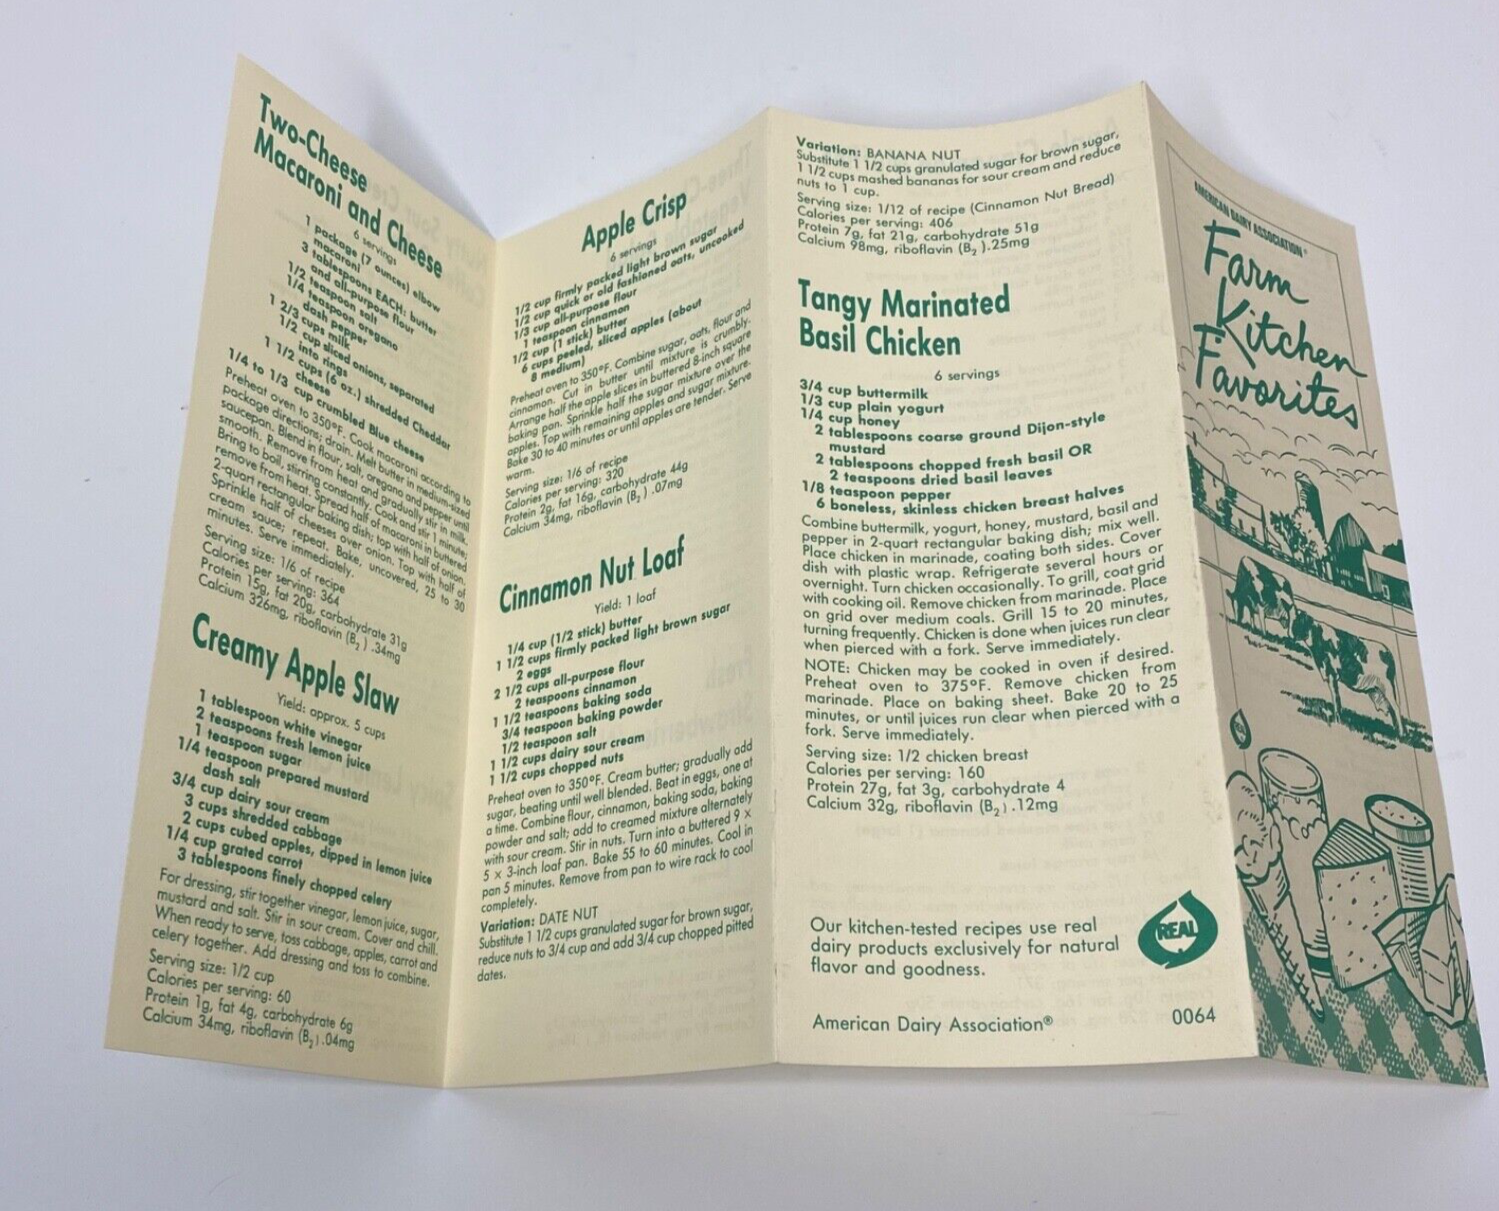 Two-Cheese
Macaroni and Cheese
6 servings
1 package (7 ounces) elbow
macaroni
3 tablespoons EACH: butter
and all-purpose flour
1/2 teaspoon salt
1/4 teaspoon oregano
dash pepper
1 2/3 cups milk
1/2 cup sliced onions, separated
into rings
1 1/2 cups (6 oz.) shredded Cheddar
cheese
1/4 to 1/3 cup crumbled Blue cheese
Preheat oven to 350°F. Cook macaroni according to
package directions; drain. Melt butter in medium-sized
saucepan. Blend in flour, salt, oregano and pepper until
smooth. Remove from heat and gradually stir in milk.
Bring to boil, stirring constantly. Cook and stir 1 minute;
remove from heat. Spread half of macaroni in buttered
2-quart rectangular baking dish; top with half of onion.
Sprinkle half of cheeses over onion. Top with half of
cream sauce; repeat. Bake, uncovered, 25 to 30
minutes. Serve immediately.
Serving size: 1/6 of recipe
Calories per serving: 364
Protein 15g, fat 20g, carbohydrate 31g
Calcium 326mg, riboflavin (B2) .34mg
Creamy Apple Slaw
Yield: approx. 5 cups
1 tablespoon white vinegar
2 teaspoons fresh lemon juice
1 teaspoon sugar
1/4 teaspoon prepared mustard
dash salt
3/4 cup dairy sour cream
3 cups shredded cabbage
2 cups cubed apples, dipped in lemon juice
1/4 cup grated carrot
3 tablespoons finely chopped celery
For dressing, stir together vinegar, lemon juice, sugar,
mustard and salt. Stir in sour cream. Cover and chill.
When ready to serve, toss cabbage, apples, carrot and
celery together. Add dressing and toss to combine.
Serving size: 1/2 cup
Calories per serving: 60
Protein 1g, fat 4g, carbohydrate 6g
Calcium 34mg, riboflavin (B2) .04mg
Apple Crisp
6 servings
1/2 cup firmly packed light brown sugar
1/2 cup quick or old fashioned oats, uncooked
1/3 cup all-purpose flour
1 teaspoon cinnamon
1/2 cup (1 stick) butter
6 cups peeled, sliced apples (about
8 medium)
Preheat oven to 350°F. Combine sugar, oats, flour and
cinnamon. Cut in butter until mixture is crumbly.
Arrange half the apple slices in buttered 8-inch square
baking pan. Sprinkle half the sugar mixture over the
apples. Top with remaining apples and sugar mixture.
Bake 30 to 40 minutes or until apples are tender. Serve
warm.
Serving size: 1/6 of recipe
Calories per serving: 320
Protein 2g, fat 16g, carbohydrate 44g
Calcium 34mg, riboflavin (B2) .07mg
Cinnamon Nut Loaf
Yield: 1 loaf
1/4 cup (1/2 stick) butter
1 1/2 cups firmly packed light brown sugar
2 eggs
2 1/2 cups all-purpose flour
2 teaspoons cinnamon
1 1/2 teaspoons baking soda
3/4 teaspoon baking powder
1/2 teaspoon salt
1 1/2 cups dairy sour cream
1 1/2 cups chopped nuts
Preheat oven to 350°F. Cream butter; gradually add
sugar, beating until well blended. Beat in eggs, one at
a time. Combine flour, cinnamon, baking soda, baking
powder and salt; add to creamed mixture alternately
with sour cream. Stir in nuts. Turn into a buttered 9 ×
5 × 3-inch loaf pan. Bake 55 to 60 minutes. Cool in
pan 5 minutes. Remove from pan to wire rack to cool
completely.
Variation: DATE NUT
Substitute 1 1/2 cups granulated sugar for brown sugar,
reduce nuts to 3/4 cup and add 3/4 cup chopped pitted
dates.
Variation: BANANA NUT
Substitute 1 1/2 cups granulated sugar for brown sugar,
1 1/2 cups mashed bananas for sour cream and reduce
nuts to 1 cup.
Serving size: 1/12 of recipe (Cinnamon Nut Bread)
Calories per serving: 406
Protein 7g, fat 21g, carbohydrate 51g
Calcium 98mg, riboflavin (B2) .25mg
Tangy Marinated
Basil Chicken
6 servings
3/4 cup buttermilk
1/3 cup plain yogurt
1/4 cup honey
2 tablespoons coarse ground Dijon-style
mustard
2 tablespoons chopped fresh basil OR
2 teaspoons dried basil leaves
1/8 teaspoon pepper
6 boneless, skinless chicken breast halves
Combine buttermilk, yogurt, honey, mustard, basil and
pepper in 2-quart rectangular baking dish; mix well.
Place chicken in marinade, coating both sides. Cover
dish with plastic wrap. Refrigerate several hours or
overnight. Turn chicken occasionally. To grill, coat grid
with cooking oil. Remove chicken from marinade. Place
on grid over medium coals. Grill 15 to 20 minutes,
turning frequently. Chicken is done when juices run clear
when pierced with a fork. Serve immediately.
NOTE: Chicken may be cooked in oven if desired.
Preheat oven to 375°F. Remove chicken from
marinade. Place on baking sheet. Bake 20 to 25
minutes, or until juices run clear when pierced with a
fork. Serve immediately.
Serving size: 1/2 chicken breast
Calories per serving: 160
Protein 27g, fat 3g, carbohydrate 4
Calcium 32g, riboflavin (B2) .12mg
Our kitchen-tested recipes use real
dairy products exclusively for natural
flavor and goodness.
REAL
American Dairy Association®
0064
AMERICAN DAIRY ASSOCIATION®
Farm
Kitchen
Favorites